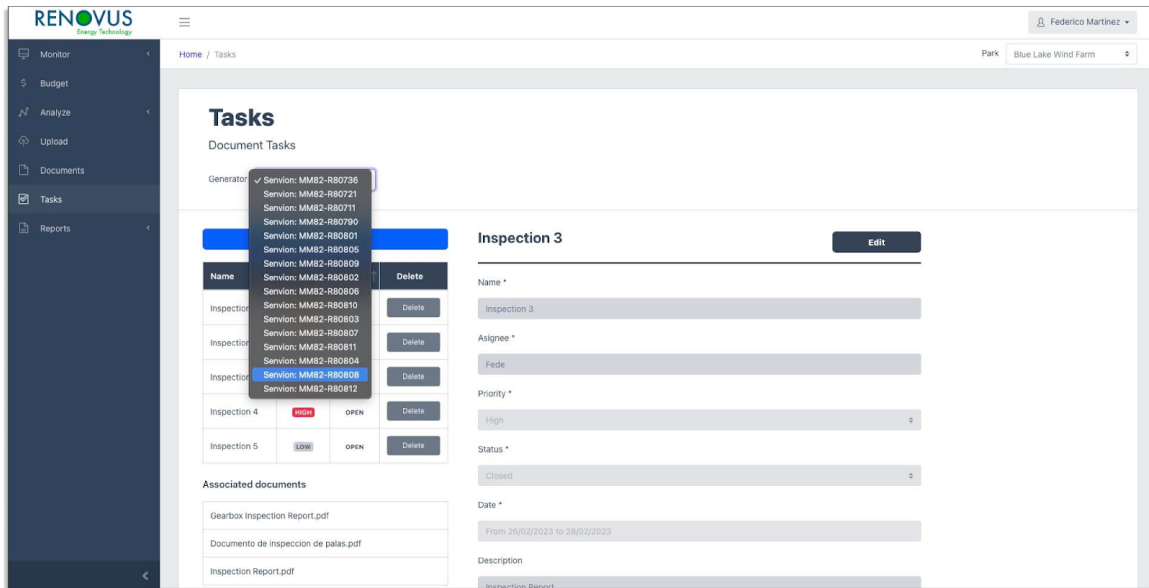 RENOVUS
Energy Technology
Federico Martinez
Monitor
Budget
Analyze
Upload
Documents
Tasks
Reports
Home / Tasks
Park
Blue Lake Wind Farm
Tasks
Document Tasks
Generator
✓ Senvion: MM82-R80736
Senvion: MM82-R80721
Senvion: MM82-R80711
Senvion: MM82-R80790
Senvion: MM82-R80801
Senvion: MM82-R80805
Senvion: MM82-R80809
Senvion: MM82-R80802
Senvion: MM82-R80806
Senvion: MM82-R80810
Senvion: MM82-R80803
Senvion: MM82-R80807
Senvion: MM82-R80811
Senvion: MM82-R80804
Senvion: MM82-R80808
Senvion: MM82-R80812
Name Delete
Inspection Delete
Inspection Delete
Inspection Delete
Inspection 4 HIGH OPEN Delete
Inspection 5 LOW OPEN Delete
Associated documents
Gearbox Inspection Report.pdf
Documento de inspeccion de palas.pdf
Inspection Report.pdf
Inspection 3
Edit
Name *
Inspection 3
Asignee *
Fede
Priority *
High
Status *
Closed
Date *
From 26/02/2023 to 28/02/2023
Description
Inspection Report